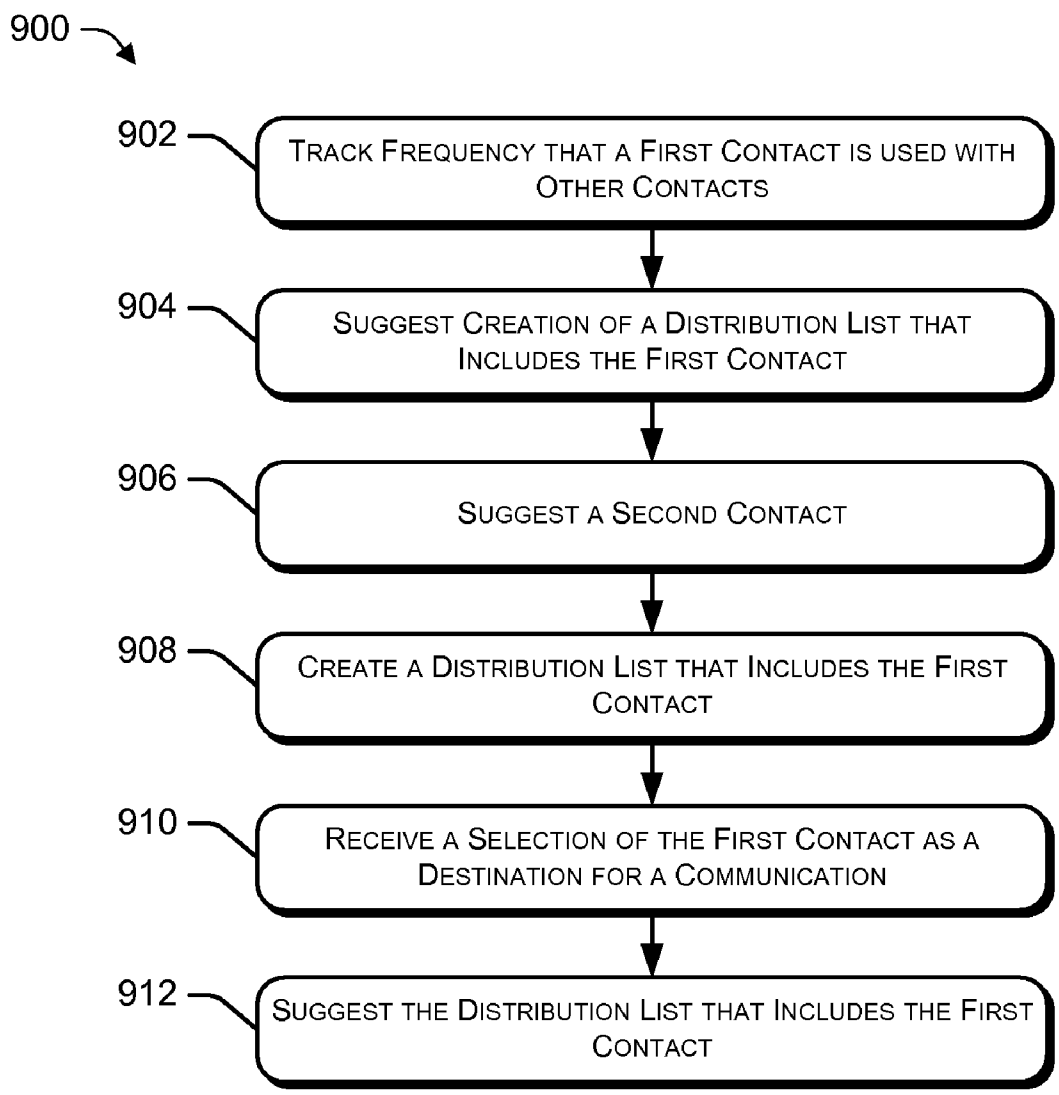 900
902
TRACK FREQUENCY THAT A FIRST CONTACT IS USED WITH
OTHER CONTACTS
904
SUGGEST CREATION OF A DISTRIBUTION LIST THAT
INCLUDES THE FIRST CONTACT
906
SUGGEST A SECOND CONTACT
908
CREATE A DISTRIBUTION LIST THAT INCLUDES THE FIRST
CONTACT
910
RECEIVE A SELECTION OF THE FIRST CONTACT AS A
DESTINATION FOR A COMMUNICATION
912
SUGGEST THE DISTRIBUTION LIST THAT INCLUDES THE FIRST
CONTACT